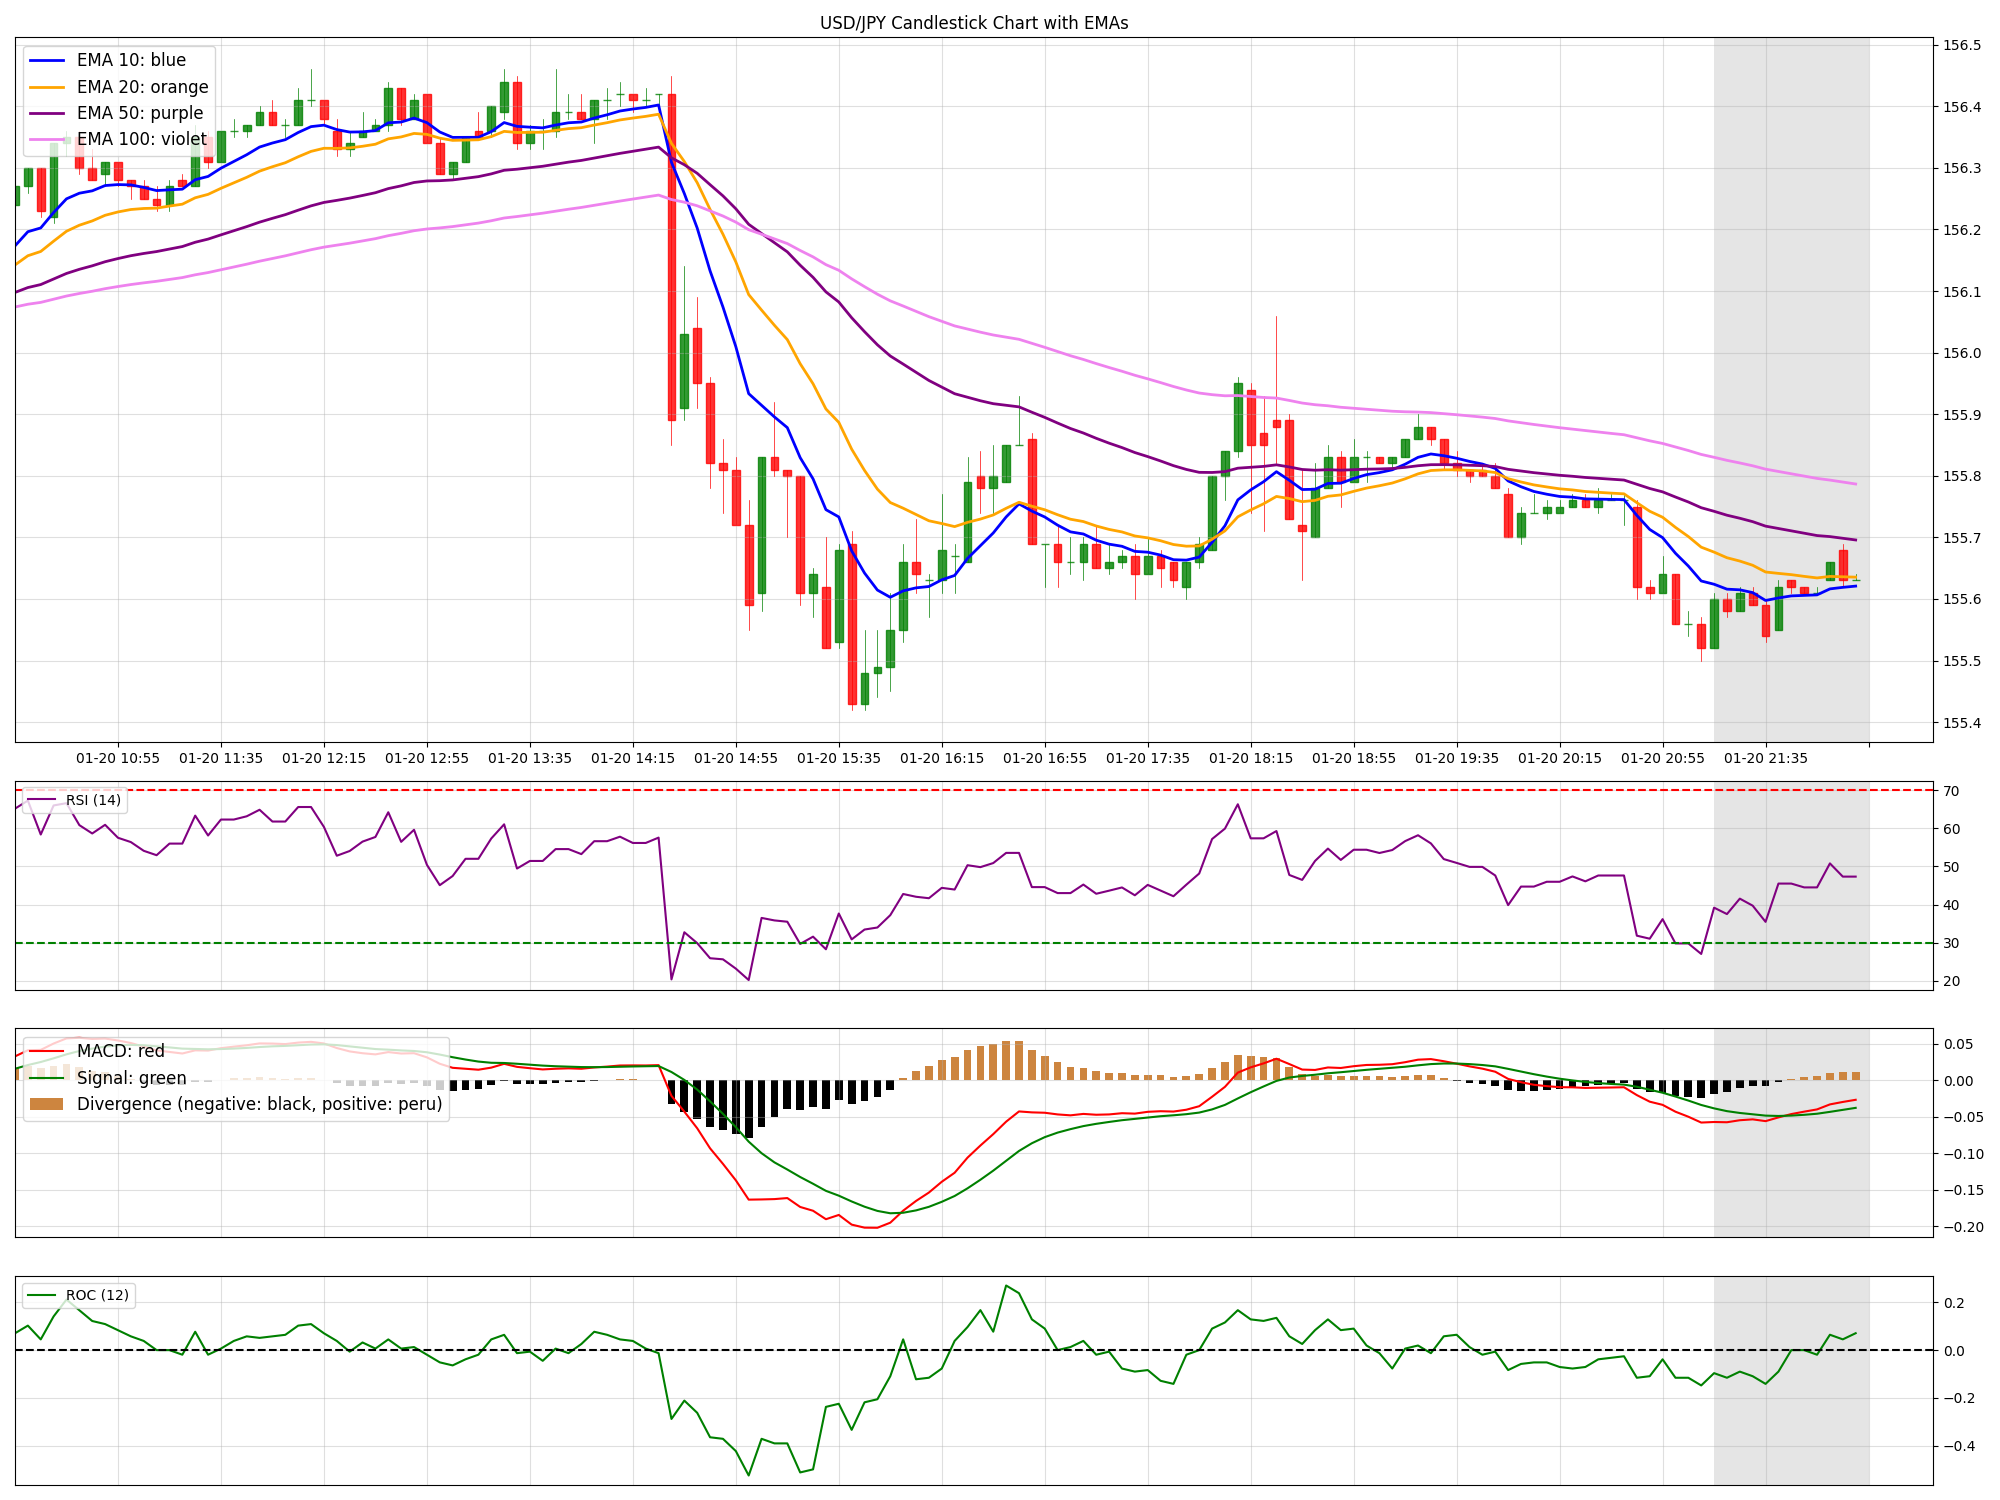 USD/JPY Candlestick Chart with EMAs
EMA 10: blue
EMA 20: orange
EMA 50: purple
EMA 100: violet
156.5
156.4
156.3
156.2
156.1
156.0
155.9
155.8
155.7
155.6
155.5
155.4
01-20 10:55 01-20 11:35 01-20 12:15 01-20 12:55 01-20 13:35 01-20 14:15 01-20 14:55 01-20 15:35 01-20 16:15 01-20 16:55 01-20 17:35 01-20 18:15 01-20 18:55 01-20 19:35 01-20 20:15 01-20 20:55 01-20 21:35
RSI (14)
70
60
50
40
30
20
MACD: red
Signal: green
Divergence (negative: black, positive: peru)
0.05
0.00
−0.05
−0.10
−0.15
−0.20
ROC (12)
0.2
0.0
−0.2
−0.4